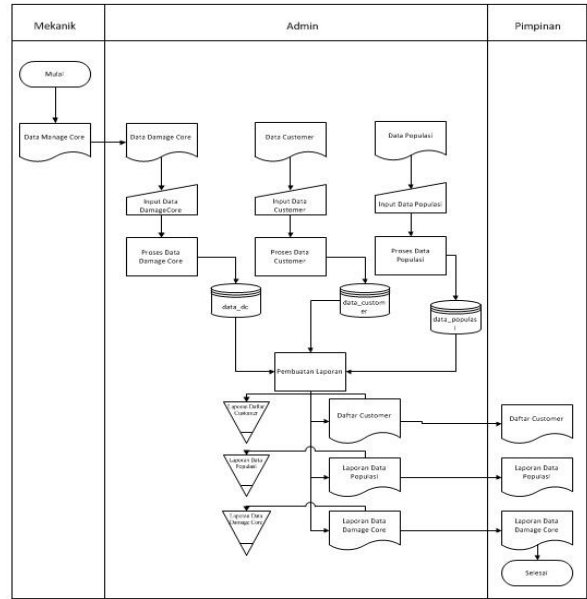 Mekanik
Admin
Pimpinan
Mulai
Data Manage Core
Data Damage Core
Data Customer
Data Populasi
Input Data
DamageCore
Input Data
Customer
Input Data Populasi
Proses Data
Damage Core
Proses Data
Customer
Proses Data
Populasi
data_dc
data_custom
er
data_populas
i
Pembuatan Laporan
Laporan Daftar
Customer
Daftar Customer
Daftar Customer
Laporan Data
Populasi
Laporan Data
Populasi
Laporan Data
Populasi
Laporan Data
Damage Core
Laporan Data
Damage Core
Laporan Data
Damage Core
Selesai